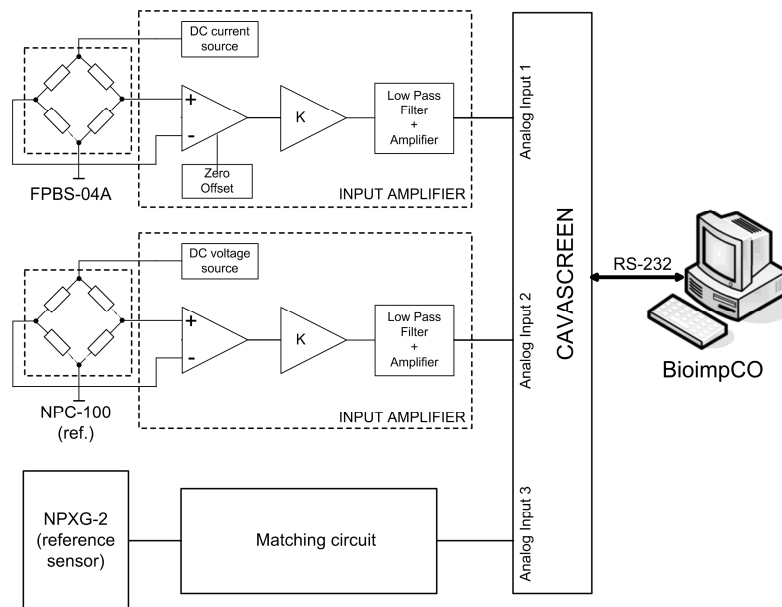 DC current
source
+
-
K
Low Pass
Filter
+
Amplifier
Zero
Offset
INPUT AMPLIFIER
FPBS-04A
Analog Input 1
DC voltage
source
+
-
K
Low Pass
Filter
+
Amplifier
INPUT AMPLIFIER
NPC-100
(ref.)
Analog Input 2
CAVASCREEN
RS-232
BioimpCO
NPXG-2
(reference
sensor)
Matching circuit
Analog Input 3